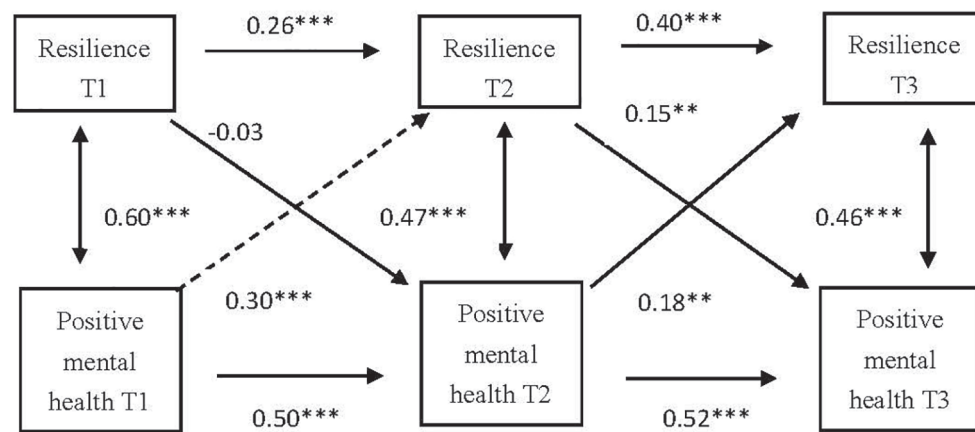 0.26***
0.40***
Resilience
T1
Resilience
T2
Resilience
T3
-0.03
0.15**
0.60***
0.47***
0.46***
0.30***
0.18**
Positive
mental
health T1
Positive
mental
health T2
Positive
mental
health T3
0.50***
0.52***